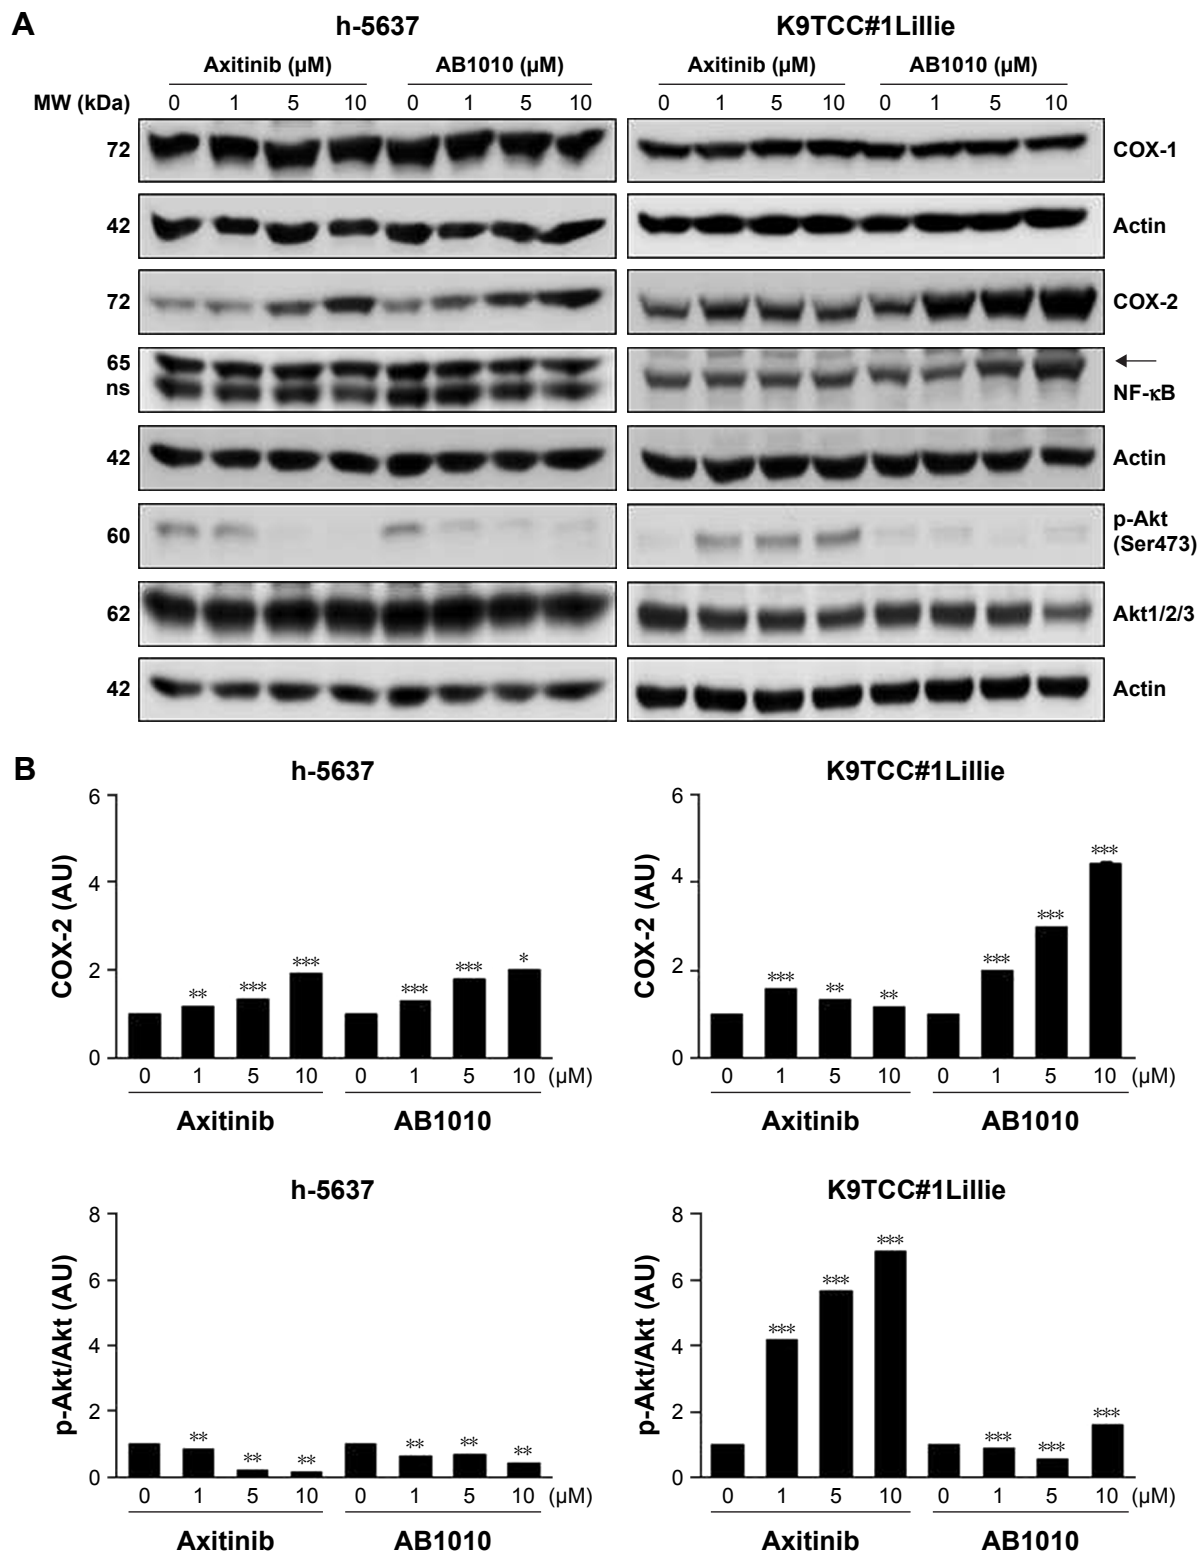 A
h-5637
K9TCC#1Lillie
Axitinib (µM)
AB1010 (µM)
Axitinib (µM)
AB1010 (µM)
MW (kDa)
0 1 5 10 0 1 5 10
0 1 5 10 0 1 5 10
72
COX-1
42
Actin
72
COX-2
65
ns
NF-κB
42
Actin
60
p-Akt
(Ser473)
62
Akt1/2/3
42
Actin
B
h-5637
COX-2 (AU)
6
4
2
0
** *** *** *** *** *
0 1 5 10 0 1 5 10 (µM)
Axitinib
AB1010
K9TCC#1Lillie
COX-2 (AU)
6
4
2
0
*** ** ** *** *** ***
0 1 5 10 0 1 5 10 (µM)
Axitinib
AB1010
h-5637
p-Akt/Akt (AU)
8
6
4
2
0
** ** ** ** ** **
0 1 5 10 0 1 5 10 (µM)
Axitinib
AB1010
K9TCC#1Lillie
p-Akt/Akt (AU)
8
6
4
2
0
*** *** *** *** *** ***
0 1 5 10 0 1 5 10 (µM)
Axitinib
AB1010